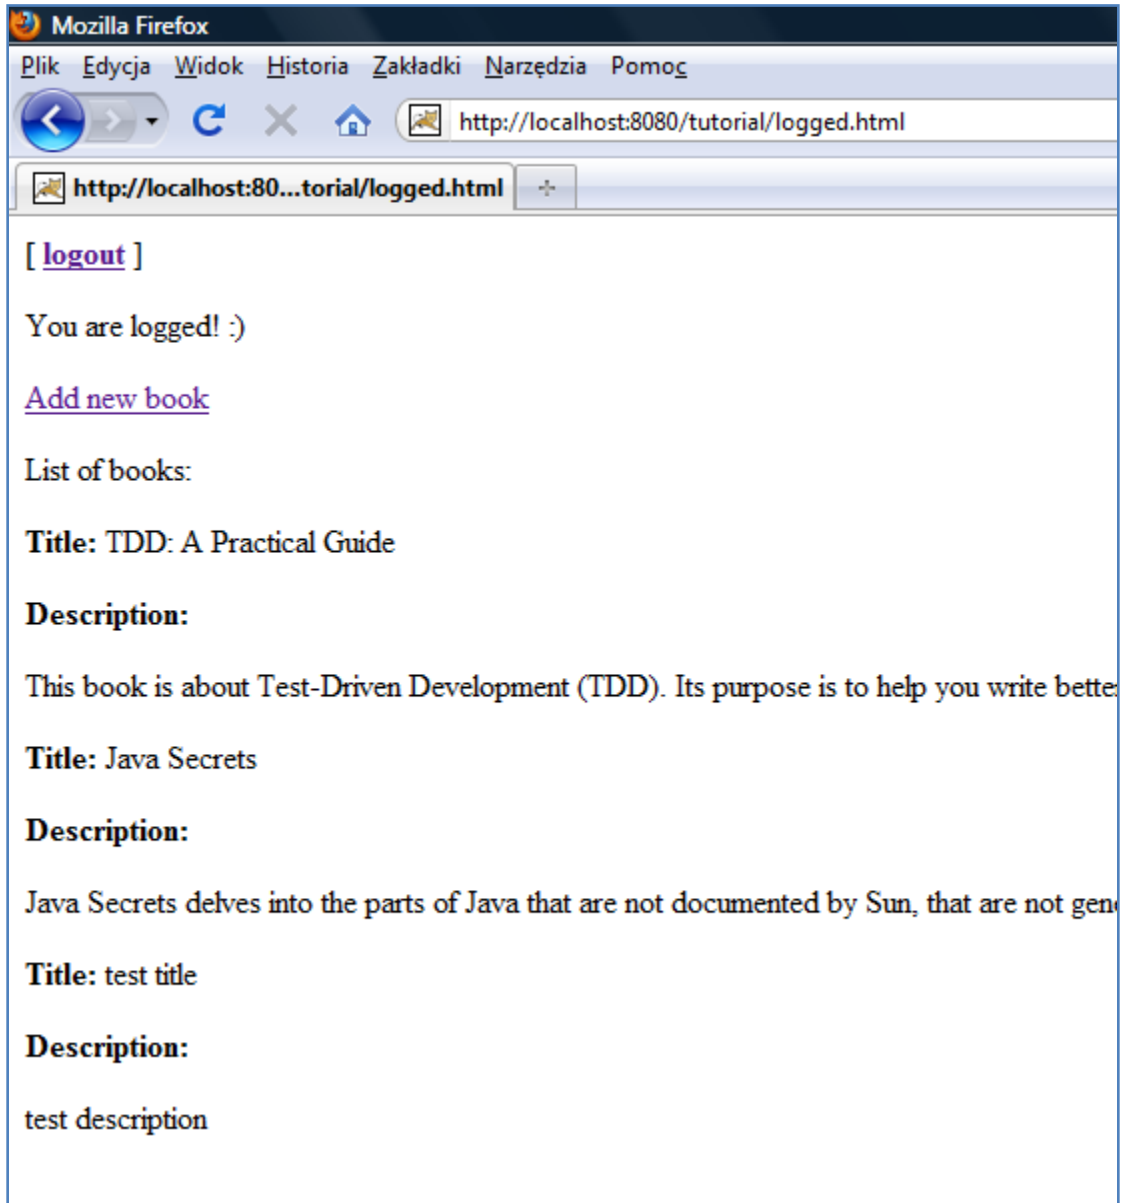 Mozilla Firefox
Plik Edycja Widok Historia Zakładki Narzędzia Pomoc
http://localhost:8080/tutorial/logged.html
http://localhost:80...torial/logged.html
[ logout ]
You are logged! :)
Add new book
List of books:
Title: TDD: A Practical Guide
Description:
This book is about Test-Driven Development (TDD). Its purpose is to help you write
Title: Java Secrets
Description:
Java Secrets delves into the parts of Java that are not documented by Sun, that are not
Title: test title
Description:
test description